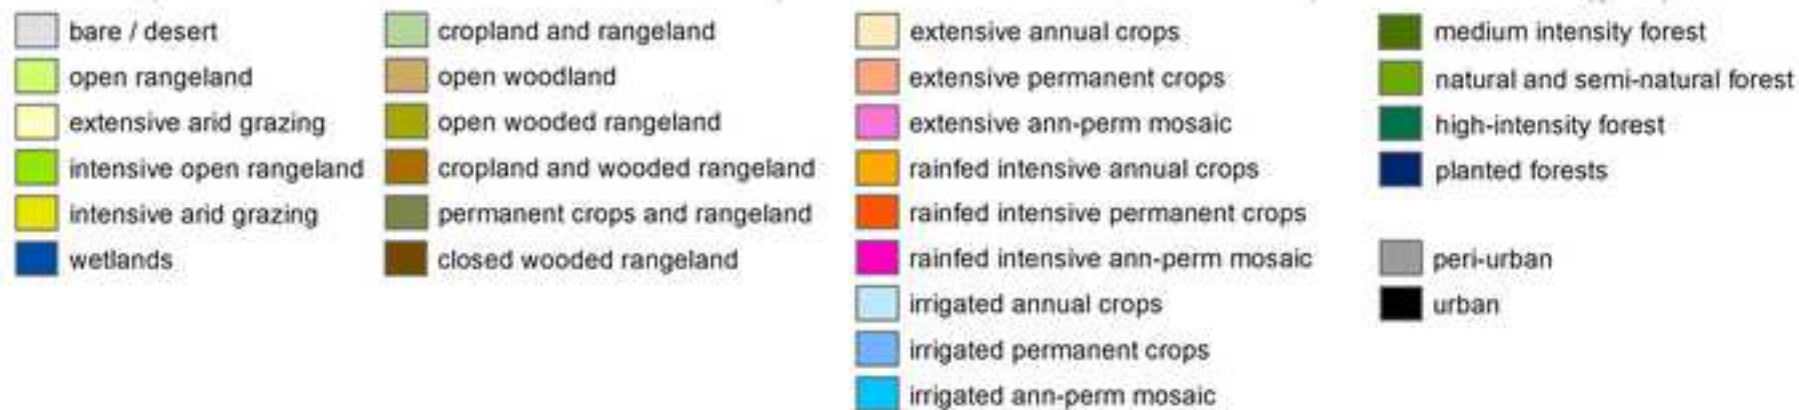 bare / desert
open rangeland
extensive arid grazing
intensive open rangeland
intensive arid grazing
wetlands
cropland and rangeland
open woodland
open wooded rangeland
cropland and wooded rangeland
permanent crops and rangeland
closed wooded rangeland
extensive annual crops
extensive permanent crops
extensive ann-perm mosaic
rainfed intensive annual crops
rainfed intensive permanent crops
rainfed intensive ann-perm mosaic
irrigated annual crops
irrigated permanent crops
irrigated ann-perm mosaic
medium intensity forest
natural and semi-natural forest
high-intensity forest
planted forests
peri-urban
urban